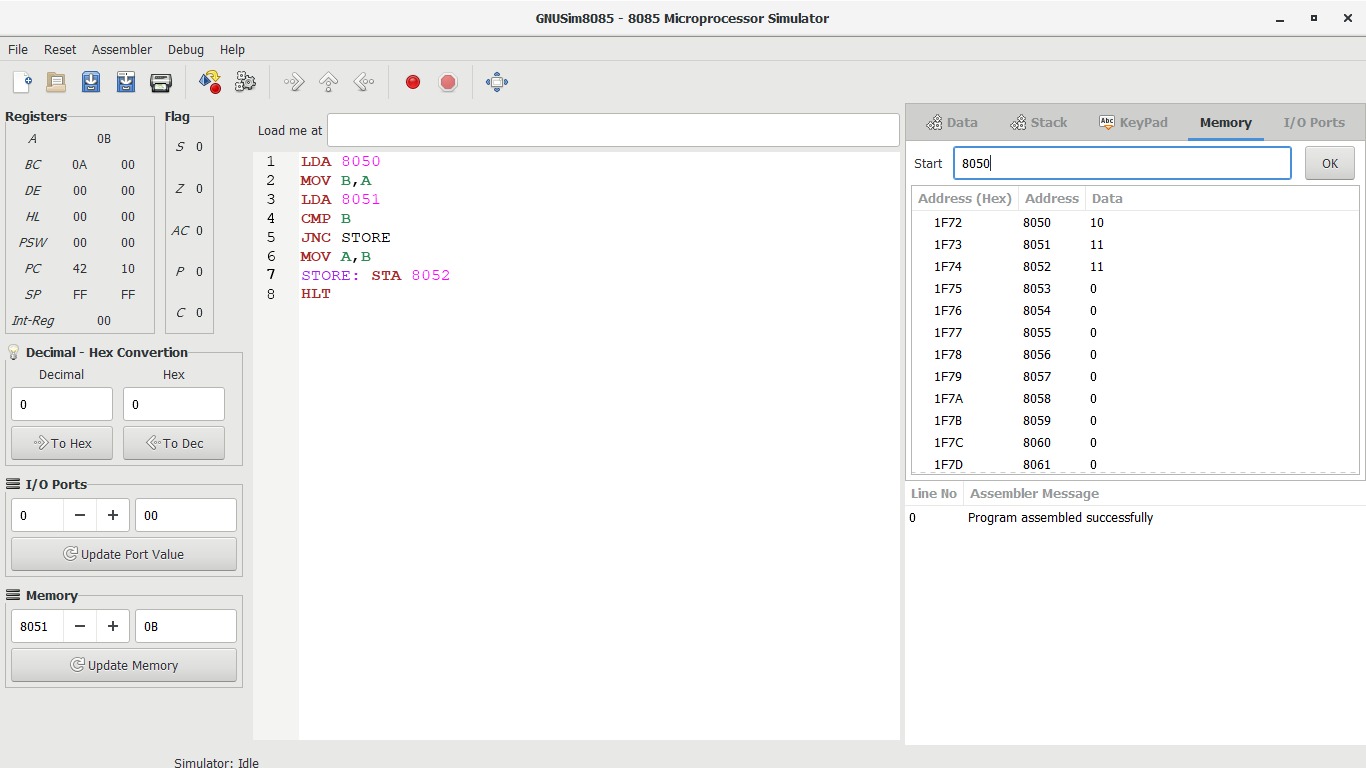 GNUSim8085 - 8085 Microprocessor Simulator
File Reset Assembler Debug Help
Registers
A 0B
BC 0A 00
DE 00 00
HL 00 00
PSW 00 00
PC 42 10
SP FF FF
Int-Reg 00
Flag
S 0
Z 0
AC 0
P 0
C 0
Decimal - Hex Convertion
Decimal Hex
0 0
To Hex To Dec
I/O Ports
0 − + 00
Update Port Value
Memory
8051 − + 0B
Update Memory
Load me at
1 LDA 8050
2 MOV B,A
3 LDA 8051
4 CMP B
5 JNC STORE
6 MOV A,B
7 STORE: STA 8052
8 HLT
Data Stack Abc KeyPad Memory I/O Ports
Start 8050 OK
Address (Hex) Address Data
1F72 8050 10
1F73 8051 11
1F74 8052 11
1F75 8053 0
1F76 8054 0
1F77 8055 0
1F78 8056 0
1F79 8057 0
1F7A 8058 0
1F7B 8059 0
1F7C 8060 0
1F7D 8061 0
Line No Assembler Message
0 Program assembled successfully
Simulator: Idle